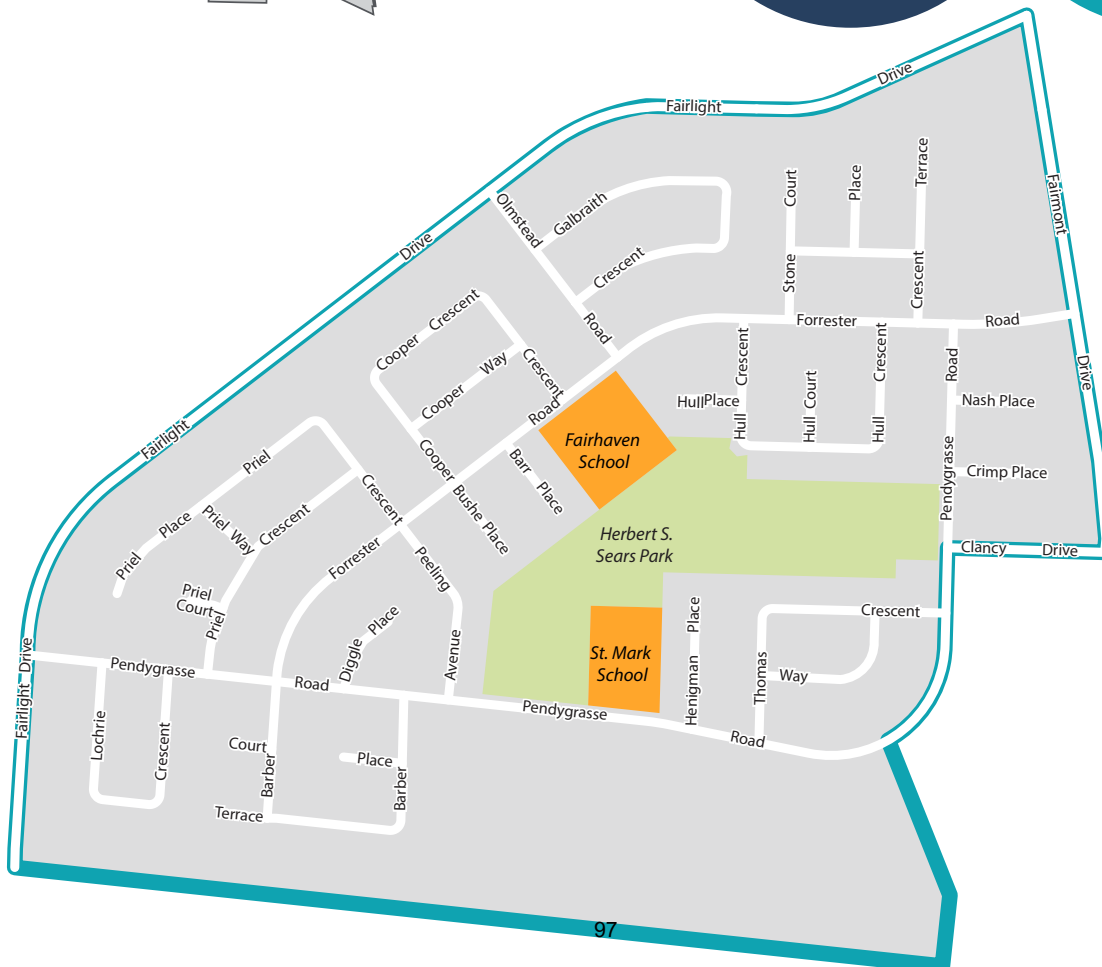 Drive
Fairlight
Terrace
Place
Court
Fairmont
Olmstead
Galbraith
Drive
Crescent
Stone
Crescent
Cooper
Crescent
Road
Forrester
Road
Crescent
Crescent
Road
Drive
Way
Crescent
Cooper
Hull
Place
Hull
Court
Hull
Hull
Nash Place
Road
Fairhaven
School
Fairlight
Priel
Cooper
Barr
Place
Pendygrasse
Crimp Place
Crescent
Bushe
Place
Place
Priel
Way
Crescent
Herbert S.
Sears Park
Clancy
Drive
Forrester
Peeling
Priel
Priel
Court
Priel
Place
Diggle
Place
Crescent
Avenue
St. Mark
School
Henigman
Thomas
Way
Fairlight
Drive
Pendygrasse
Road
Pendygrasse
Road
Lochrie
Crescent
Court
Barber
Place
Barber
Terrace
97